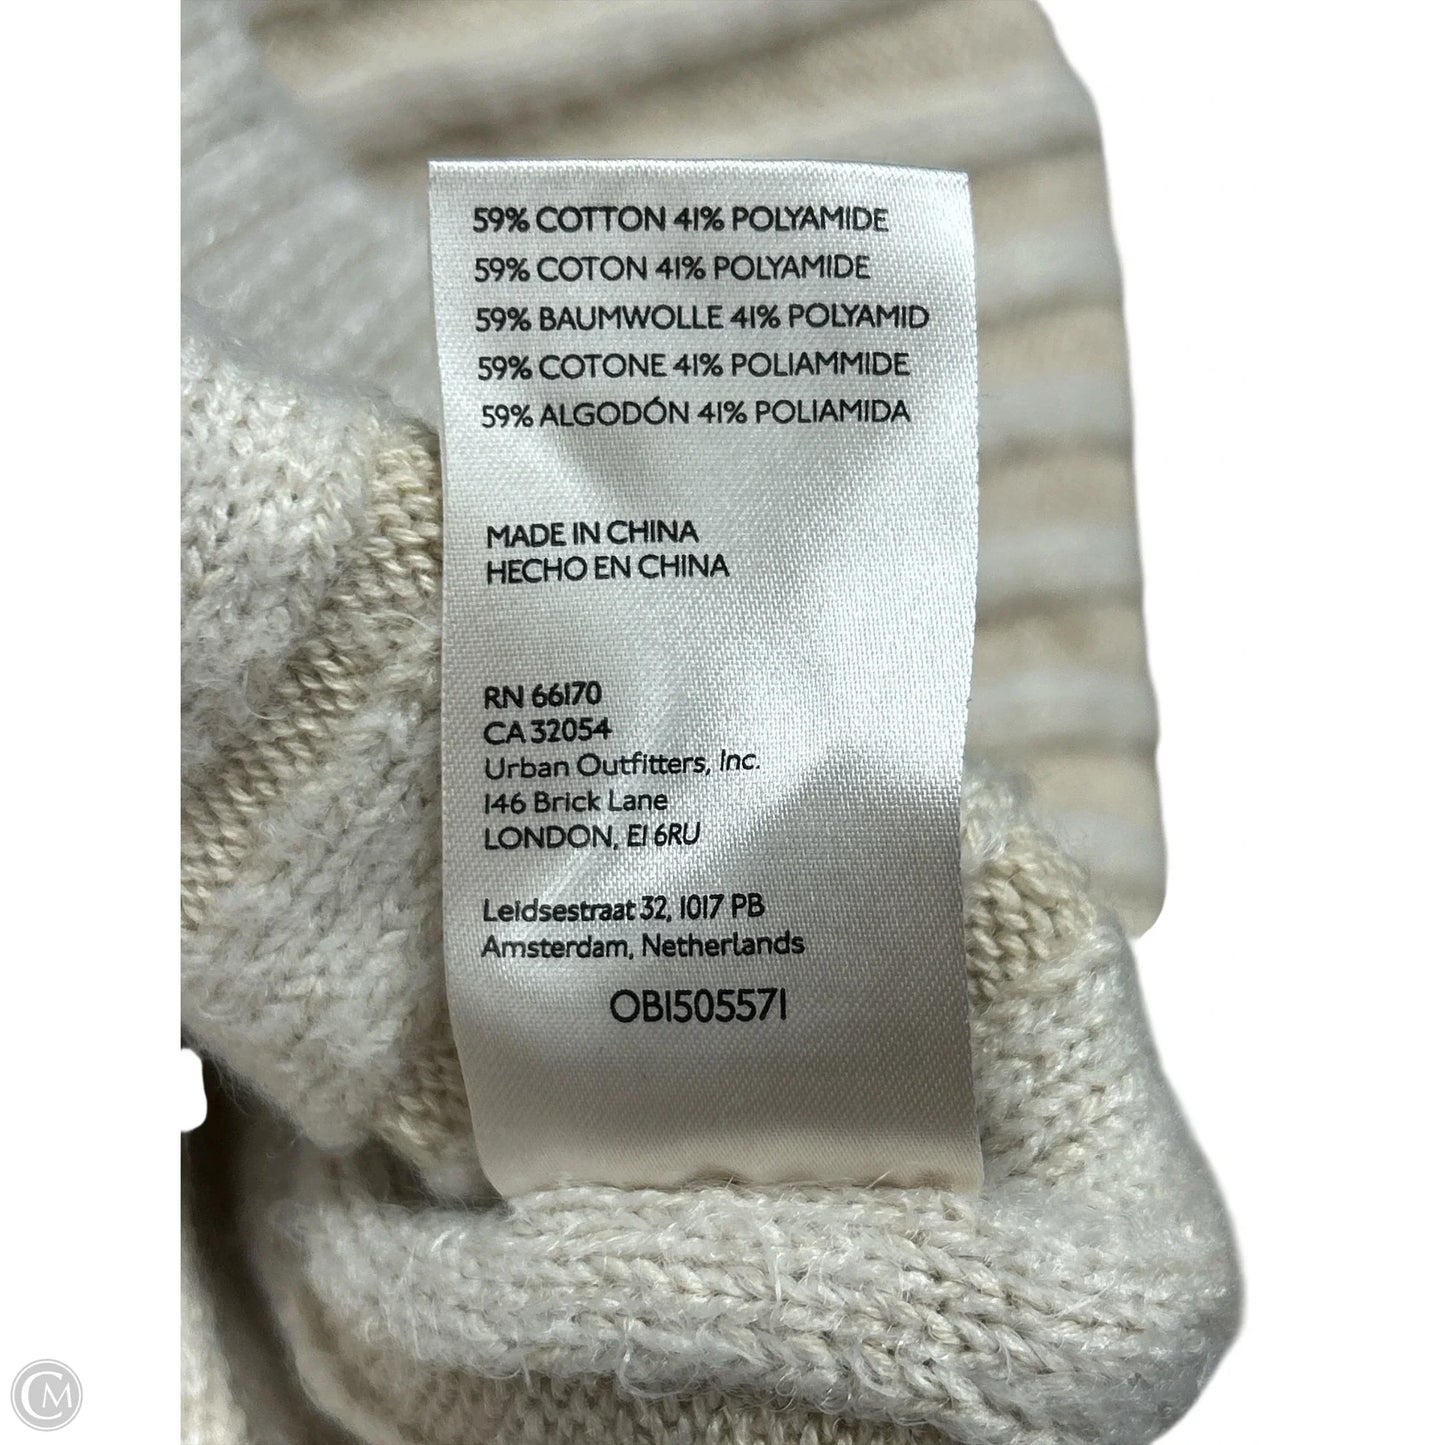 59% COTTON 41% POLYAMIDE
59% COTON 41% POLYAMIDE
59% BAUMWOLLE 41% POLYAMID
59% COTONE 41% POLIAMMIDE
59% ALGODÓN 41% POLIAMIDA
MADE IN CHINA
HECHO EN CHINA
RN 66170
CA 32054
Urban Outfitters, Inc.
146 Brick Lane
LONDON, E1 6RU
Leidsestraat 32, 1017 PB
Amsterdam, Netherlands
OB1505571
CM